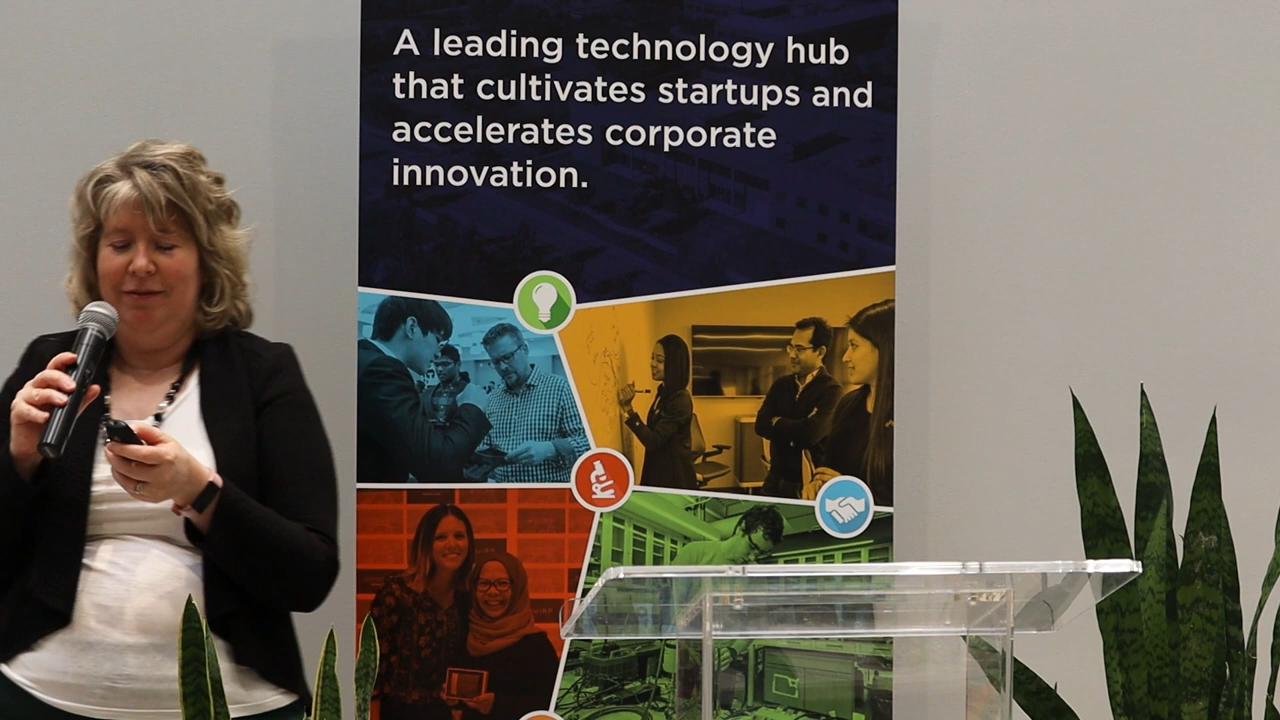 A leading technology hub
that cultivates startups and
accelerates corporate
innovation.